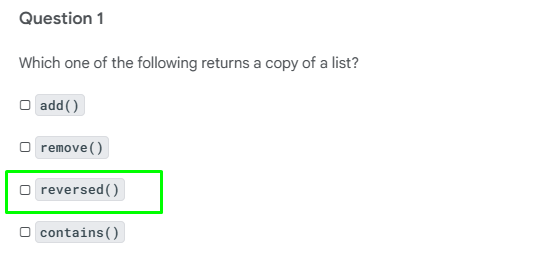 Question 1
Which one of the following returns a copy of a list?
add()
remove()
reversed()
contains()